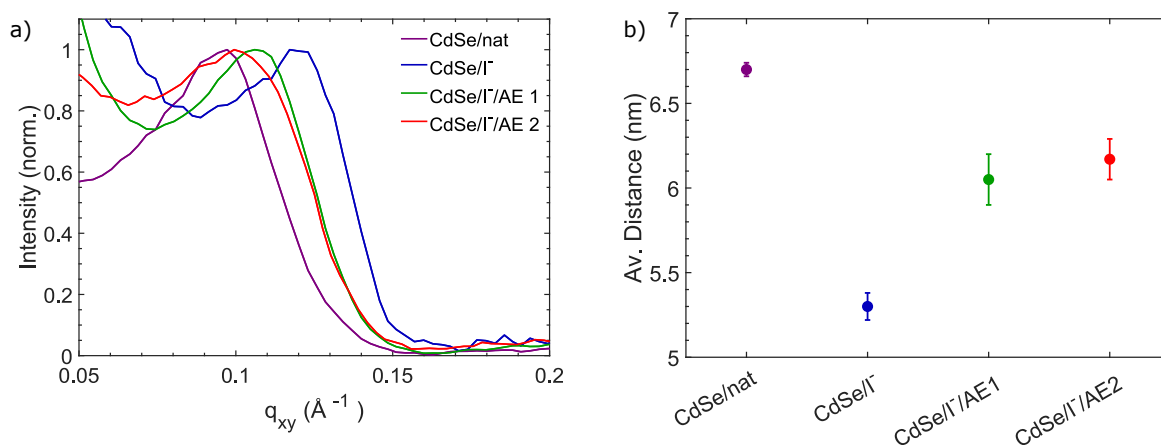 a)
CdSe/nat
CdSe/I⁻
CdSe/I⁻/AE 1
CdSe/I⁻/AE 2
Intensity (norm.)
1
0.8
0.6
0.4
0.2
0
0.05
0.1
0.15
0.2
q_xy (Å⁻¹)
b)
Av. Distance (nm)
7
6.5
6
5.5
5
CdSe/nat
CdSe/I⁻
CdSe/I⁻/AE1
CdSe/I⁻/AE2